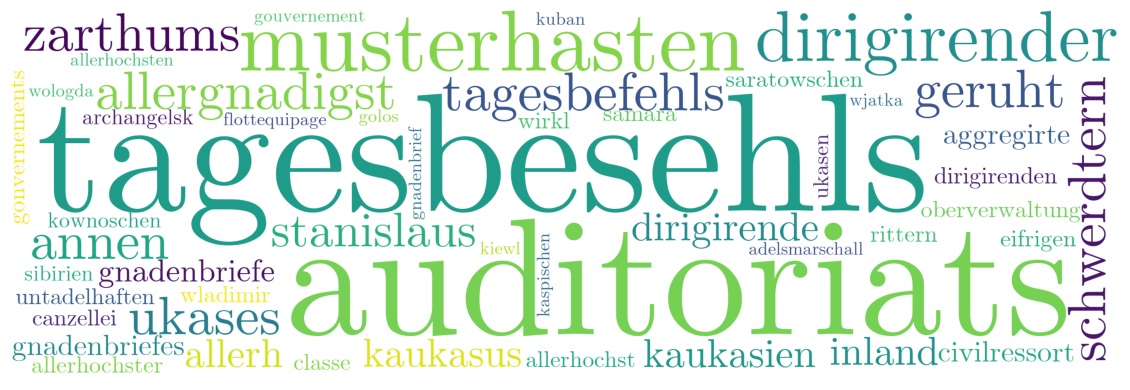 gouvernement
kuban
zarthums
musterhasten
dirigirender
allerhochsten
saratowschen
wologda
allergnadigst
tagesbefehls
wjatka
geruht
archangelsk
flottequipage
golos
wirkl
samara
gonvernements
tagesbesehls
gnadenbrief
ukasen
aggregirte
dirigirenden
schwerdtern
kownoschen
oberverwaltung
annen
stanislaus
dirigirende
rittern
eifrigen
kiewl
kaspischen
adelsmarschall
sibirien
gnadenbriefe
auditoriats
untadelhaften
wladimir
canzellei
ukases
gnadenbriefes
allerh
kaukasus
kaukasien
inland
civilressort
allerhochster
classe
allerhochst